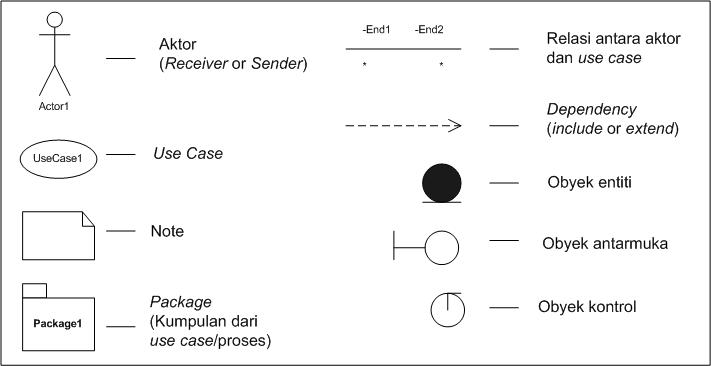 Actor1
Aktor
(Receiver or Sender)
UseCase1
Use Case
Note
Package1
Package
(Kumpulan dari
use case/proses)
-End1 -End2
* *
Relasi antara aktor
dan use case
Dependency
(include or extend)
Obyek entiti
Obyek antarmuka
Obyek kontrol